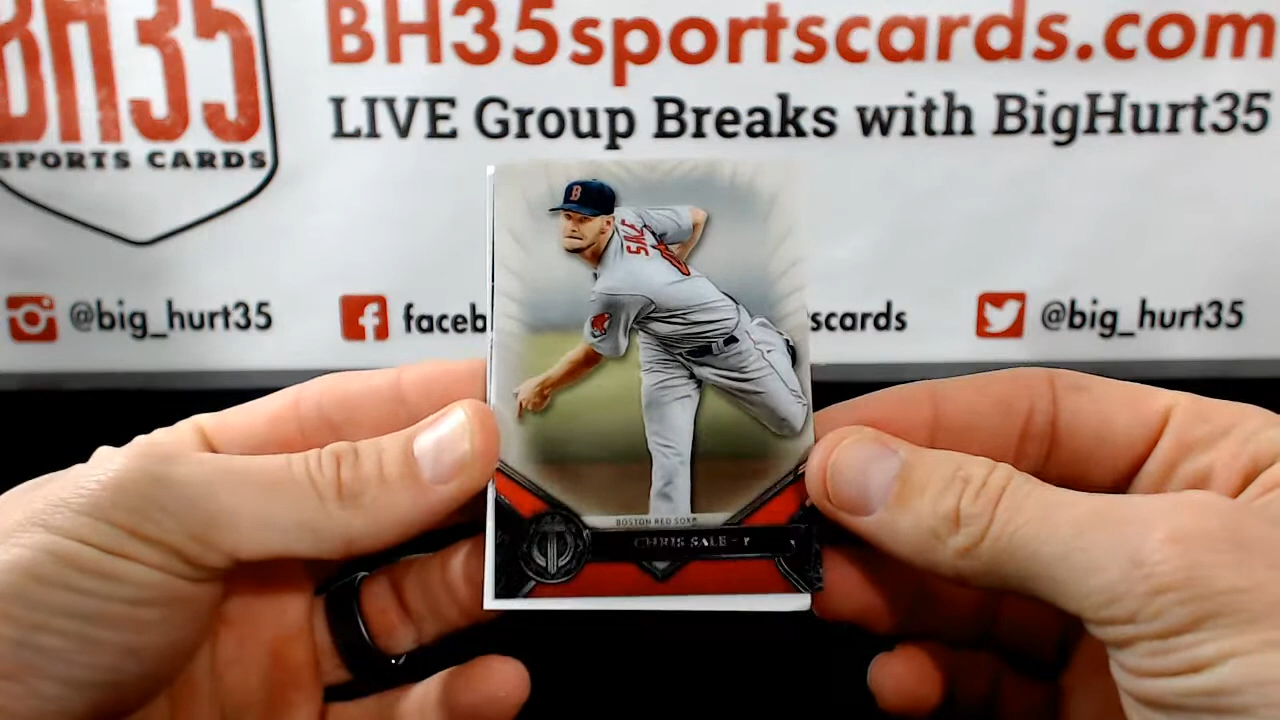 BH35
SPORTS CARDS
BH35sportscards.com
LIVE Group Breaks with BigHurt35
@big_hurt35
faceb
scards
@big_hurt35
B
SALE
BOSTON RED SOX
CHRIS SALE - P